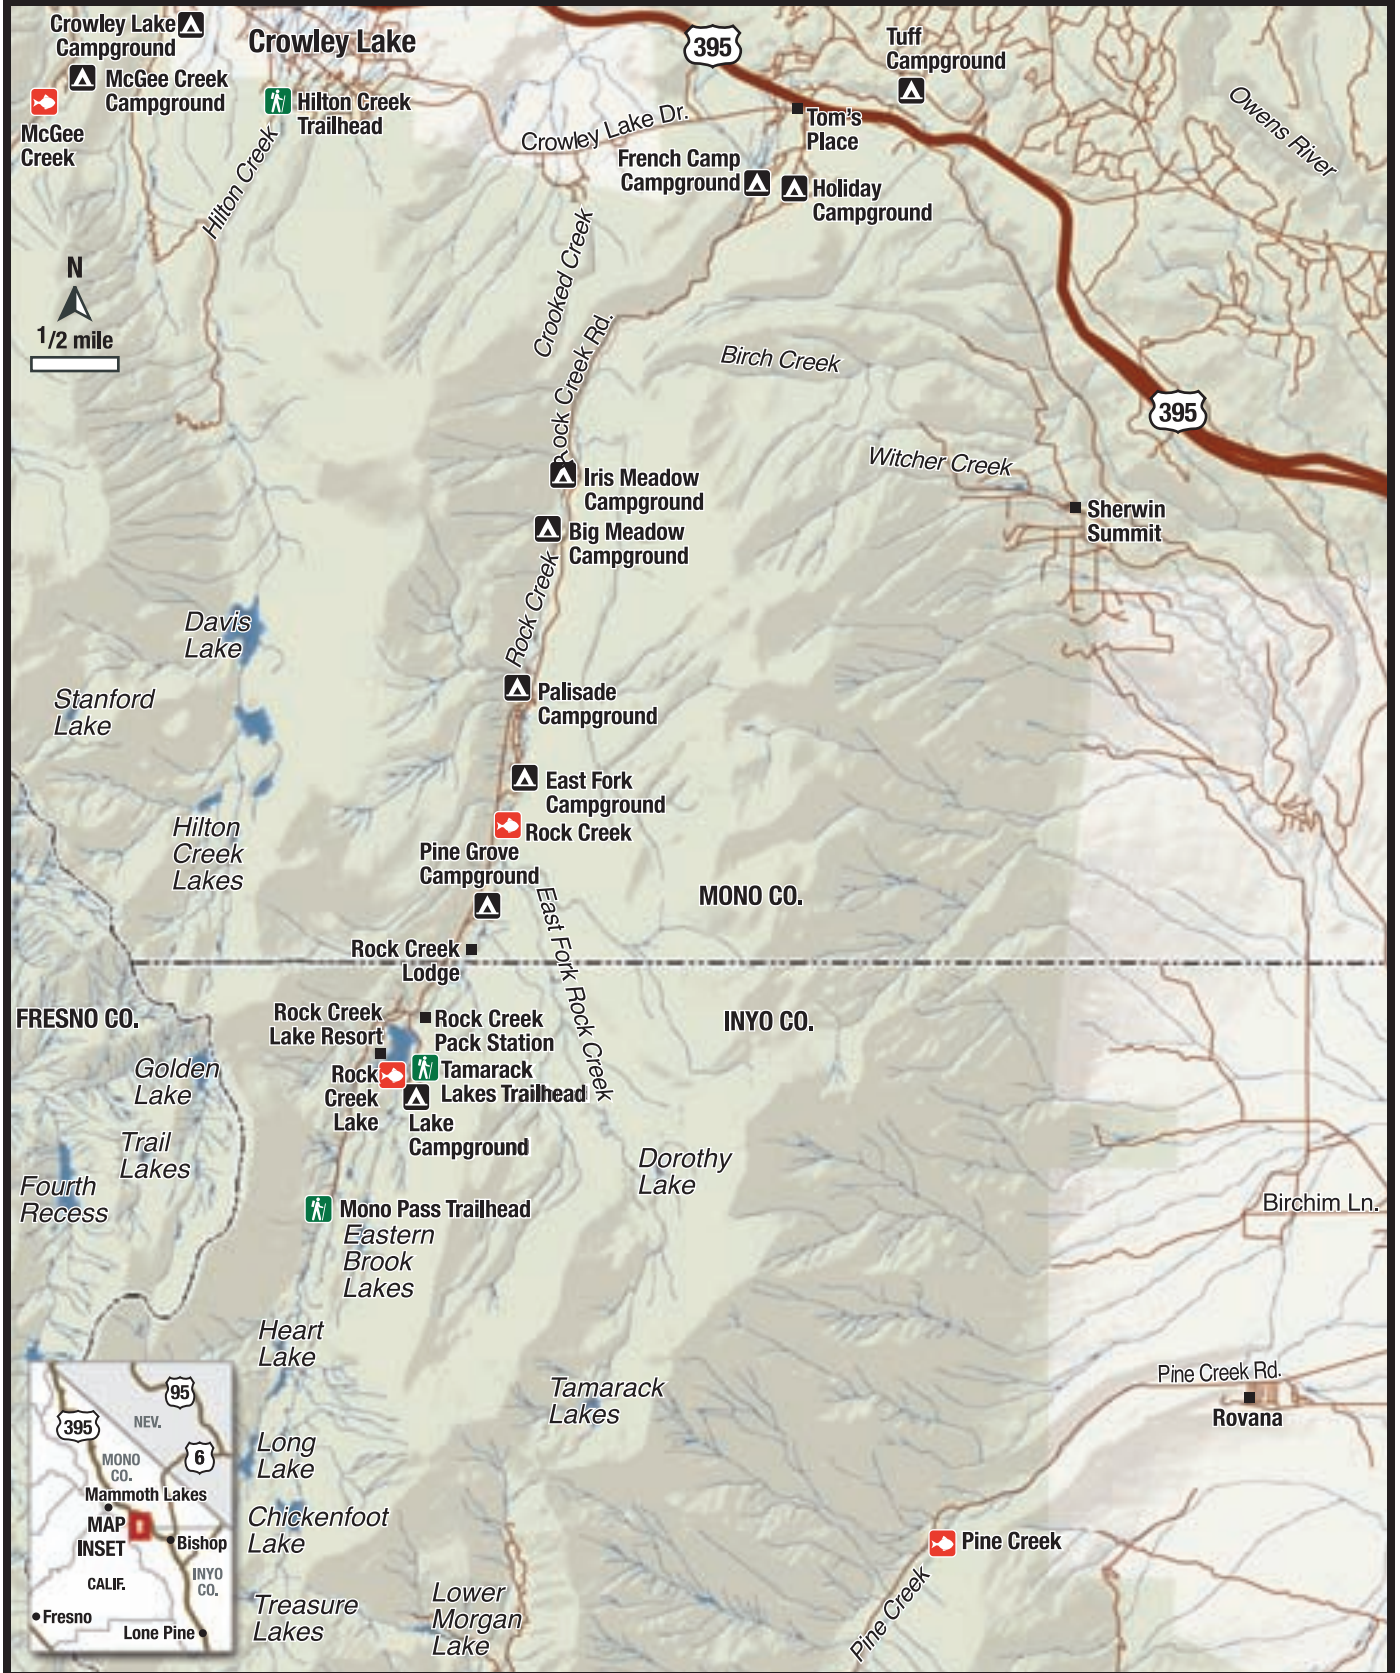 Crowley Lake
Campground
Crowley Lake
McGee Creek
Campground
McGee
Creek
Hilton Creek
Trailhead
Hilton Creek
395
Tuff
Campground
Owens River
Crowley Lake Dr.
Tom's
Place
French Camp
Campground
Holiday
Campground
Crooked Creek
N
1/2 mile
Rock Creek Rd.
Birch Creek
395
Witcher Creek
Iris Meadow
Campground
Sherwin
Summit
Big Meadow
Campground
Rock Creek
Davis
Lake
Stanford
Lake
Palisade
Campground
East Fork
Campground
Rock Creek
Hilton
Creek
Lakes
Pine Grove
Campground
East Fork Rock Creek
MONO CO.
Rock Creek
Lodge
FRESNO CO.
INYO CO.
Rock Creek
Lake Resort
Rock Creek
Pack Station
Golden
Lake
Rock
Creek
Lake
Tamarack
Lakes Trailhead
Lake
Campground
Trail
Lakes
Dorothy
Lake
Fourth
Recess
Mono Pass Trailhead
Birchim Ln.
Eastern
Brook
Lakes
Heart
Lake
Tamarack
Lakes
Pine Creek Rd.
Rovana
Long
Lake
Chickenfoot
Lake
Pine Creek
Pine Creek
Treasure
Lakes
Lower
Morgan
Lake
95
395
NEV.
6
MONO
CO.
Mammoth Lakes
MAP
INSET
Bishop
INYO
CO.
CALIF.
Fresno
Lone Pine